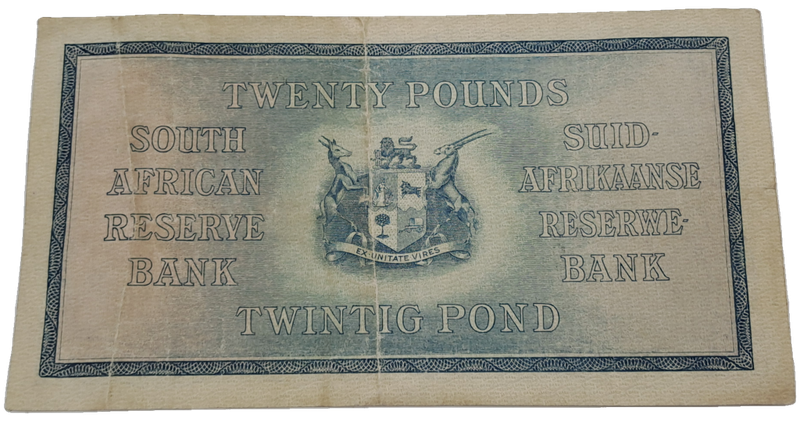 TWENTY POUNDS
SOUTH
AFRICAN
RESERVE
BANK
SUID-
AFRIKAANSE
RESERWE-
BANK
EX UNITATE VIRES
TWINTIG POND